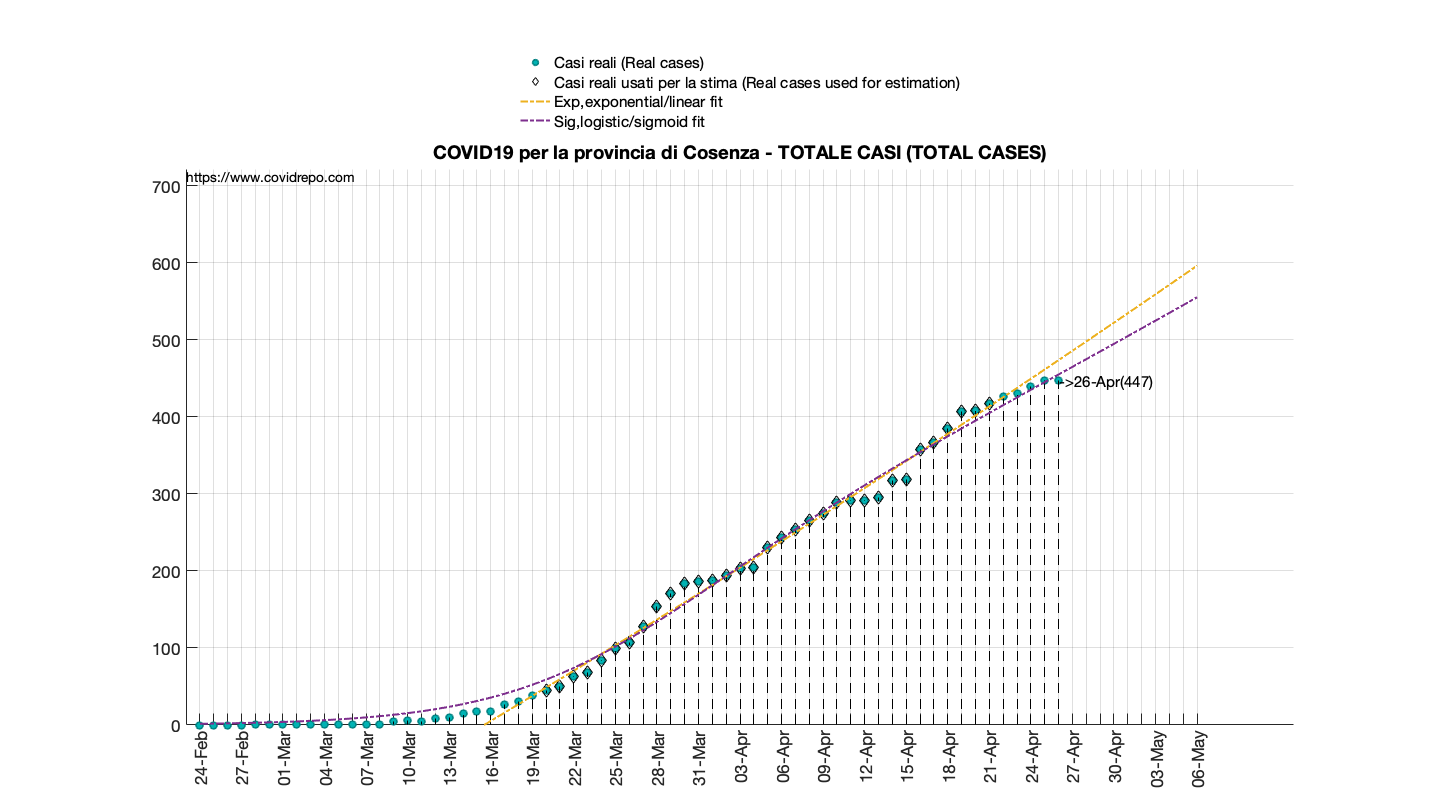 Casi reali (Real cases)
Casi reali usati per la stima (Real cases used for estimation)
Exp,exponential/linear fit
Sig,logistic/sigmoid fit
COVID19 per la provincia di Cosenza - TOTALE CASI (TOTAL CASES)
https://www.covidrepo.com
700
600
500
400
300
200
100
0
>26-Apr(447)
24-Feb
27-Feb
01-Mar
04-Mar
07-Mar
10-Mar
13-Mar
16-Mar
19-Mar
22-Mar
25-Mar
28-Mar
31-Mar
03-Apr
06-Apr
09-Apr
12-Apr
15-Apr
18-Apr
21-Apr
24-Apr
27-Apr
30-Apr
03-May
06-May